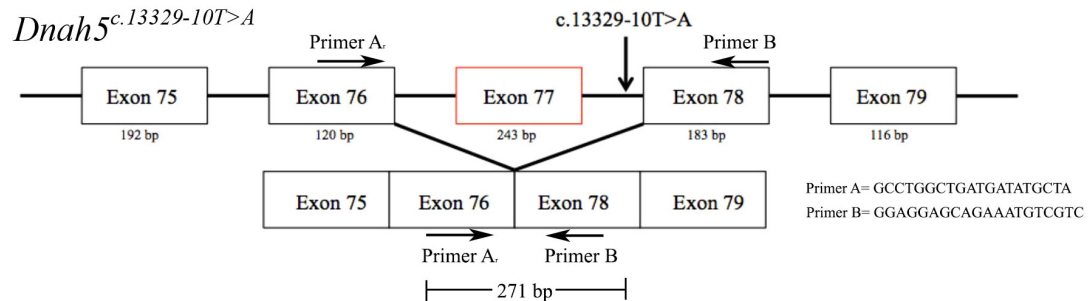 Dnah5c.13329-10T>A
c.13329-10T>A
Primer A, Primer B
Exon 75 Exon 76 Exon 77 Exon 78 Exon 79
192 bp 120 bp 243 bp 183 bp 116 bp
Exon 75 Exon 76 Exon 78 Exon 79
Primer A= GCCTGGCTGATGATATGCTA
Primer B= GGAGGAGCAGAAATGTCGTC
Primer A, Primer B
271 bp